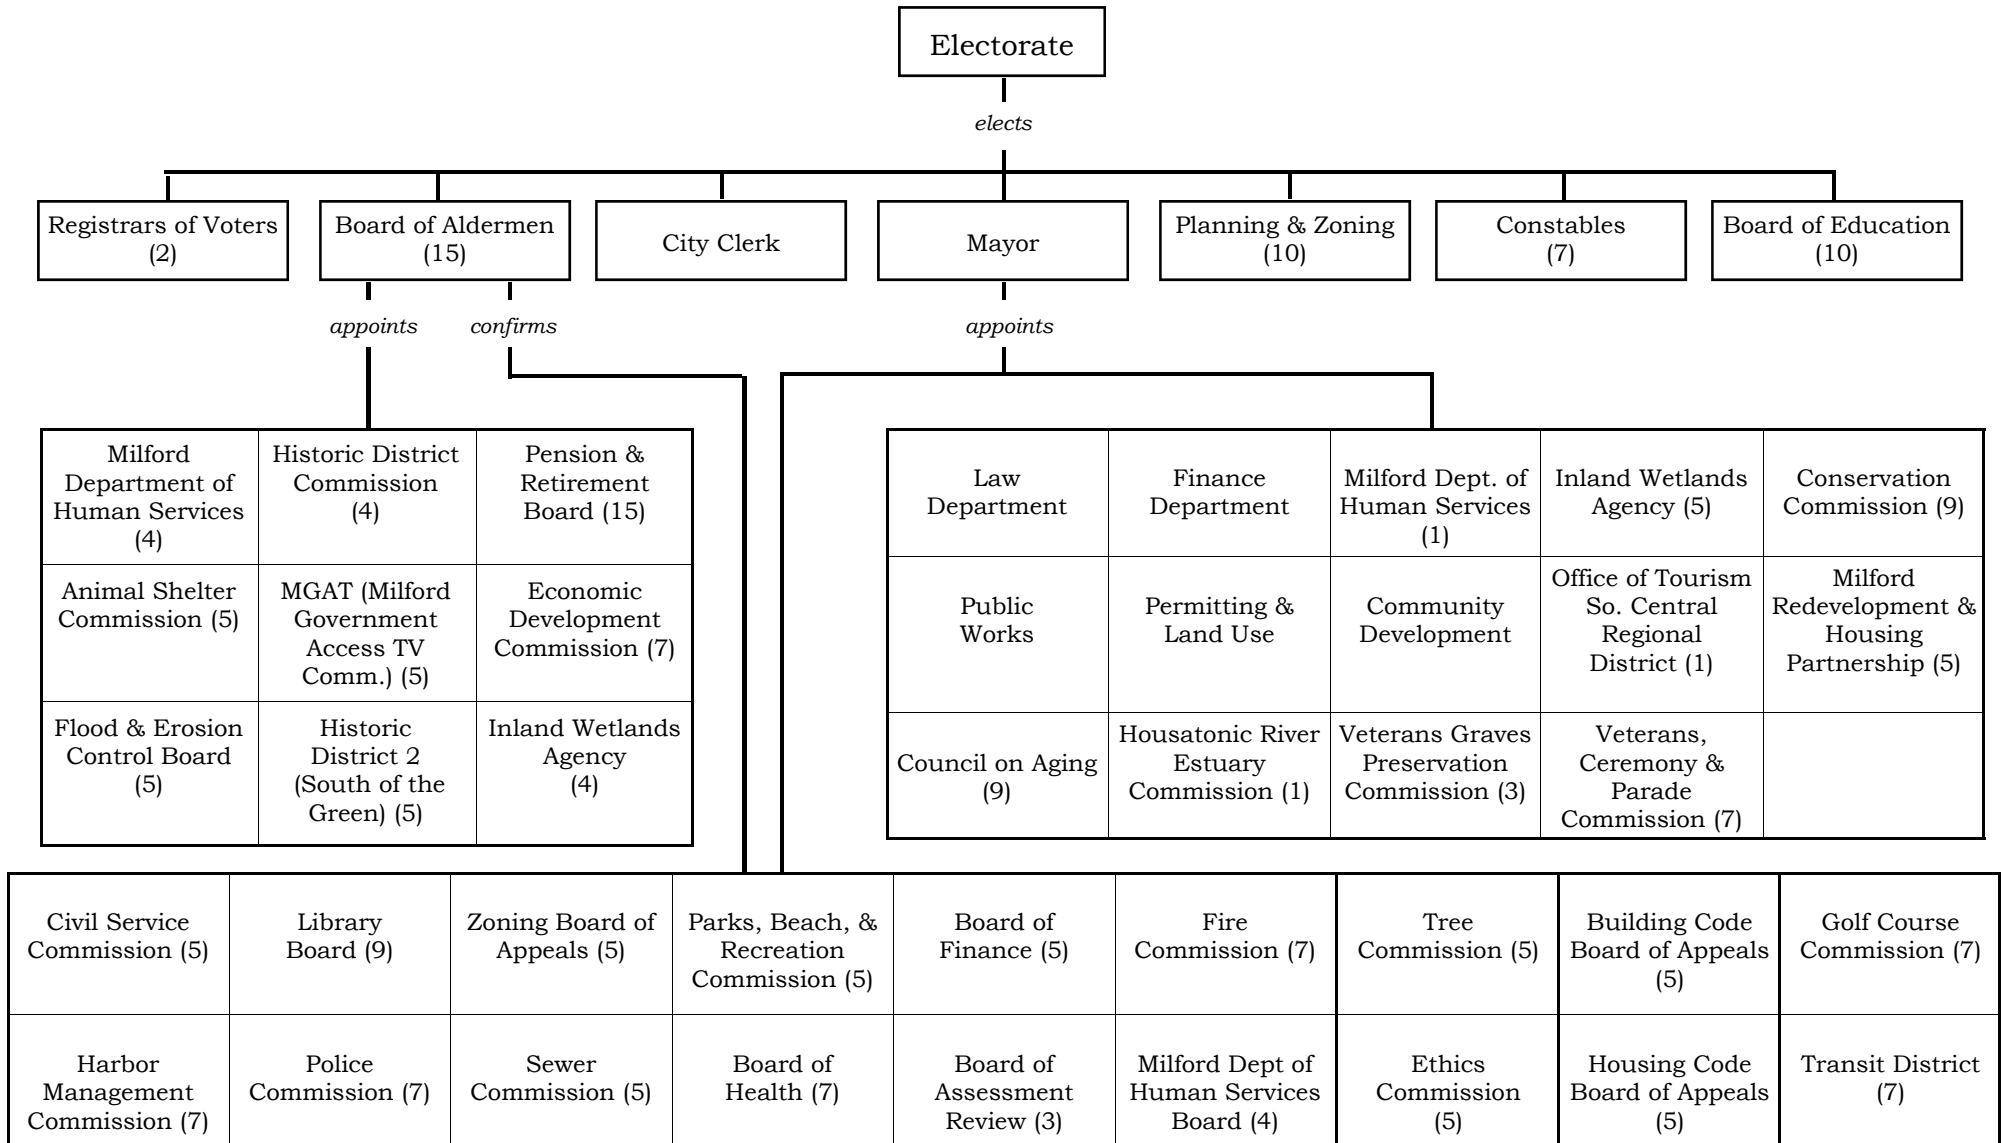 Electorate
elects
Registrars of Voters
(2)
Board of Aldermen
(15)
City Clerk
Mayor
Planning & Zoning
(10)
Constables
(7)
Board of Education
(10)
appoints
confirms
appoints
Milford
Department of
Human Services
(4)
Historic District
Commission
(4)
Pension &
Retirement
Board (15)
Animal Shelter
Commission (5)
MGAT (Milford
Government
Access TV
Comm.) (5)
Economic
Development
Commission (7)
Flood & Erosion
Control Board
(5)
Historic
District 2
(South of the
Green) (5)
Inland Wetlands
Agency
(4)
Law
Department
Finance
Department
Milford Dept. of
Human Services
(1)
Inland Wetlands
Agency (5)
Conservation
Commission (9)
Public
Works
Permitting &
Land Use
Community
Development
Office of Tourism
So. Central
Regional
District (1)
Milford
Redevelopment &
Housing
Partnership (5)
Council on Aging
(9)
Housatonic River
Estuary
Commission (1)
Veterans Graves
Preservation
Commission (3)
Veterans,
Ceremony &
Parade
Commission (7)
Civil Service
Commission (5)
Library
Board (9)
Zoning Board of
Appeals (5)
Parks, Beach, &
Recreation
Commission (5)
Board of
Finance (5)
Fire
Commission (7)
Tree
Commission (5)
Building Code
Board of Appeals
(5)
Golf Course
Commission (7)
Harbor
Management
Commission (7)
Police
Commission (7)
Sewer
Commission (5)
Board of
Health (7)
Board of
Assessment
Review (3)
Milford Dept of
Human Services
Board (4)
Ethics
Commission
(5)
Housing Code
Board of Appeals
(5)
Transit District
(7)